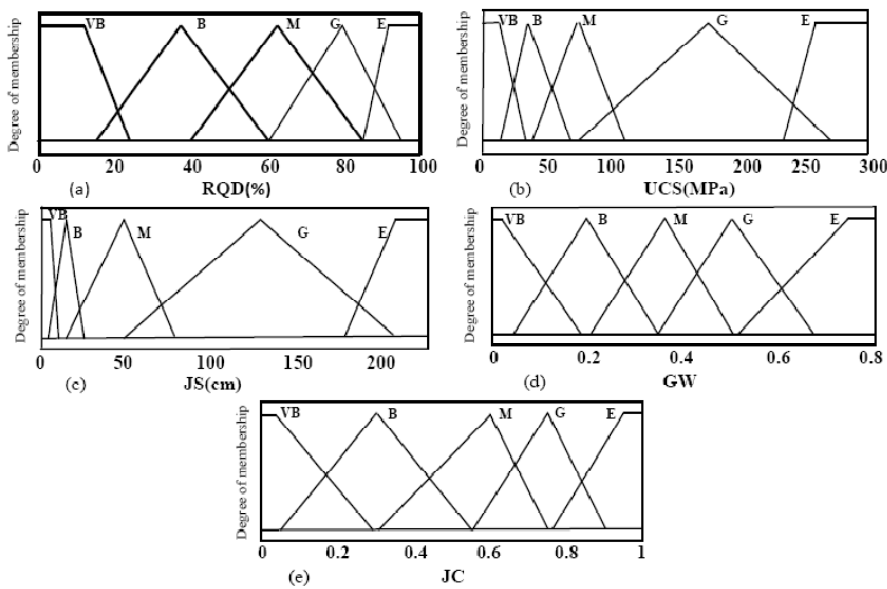 Degree of membership
VB B M G E
0 20 40 60 80 100
(a) RQD(%)
Degree of membership
VB B M G E
0 50 100 150 200 250 300
(b) UCS(MPa)
Degree of membership
VB B M G E
0 50 100 150 200
(c) JS(cm)
Degree of membership
VB B M G E
0 0.2 0.4 0.6 0.8
(d) GW
Degree of membership
VB B M G E
0 0.2 0.4 0.6 0.8 1
(e) JC